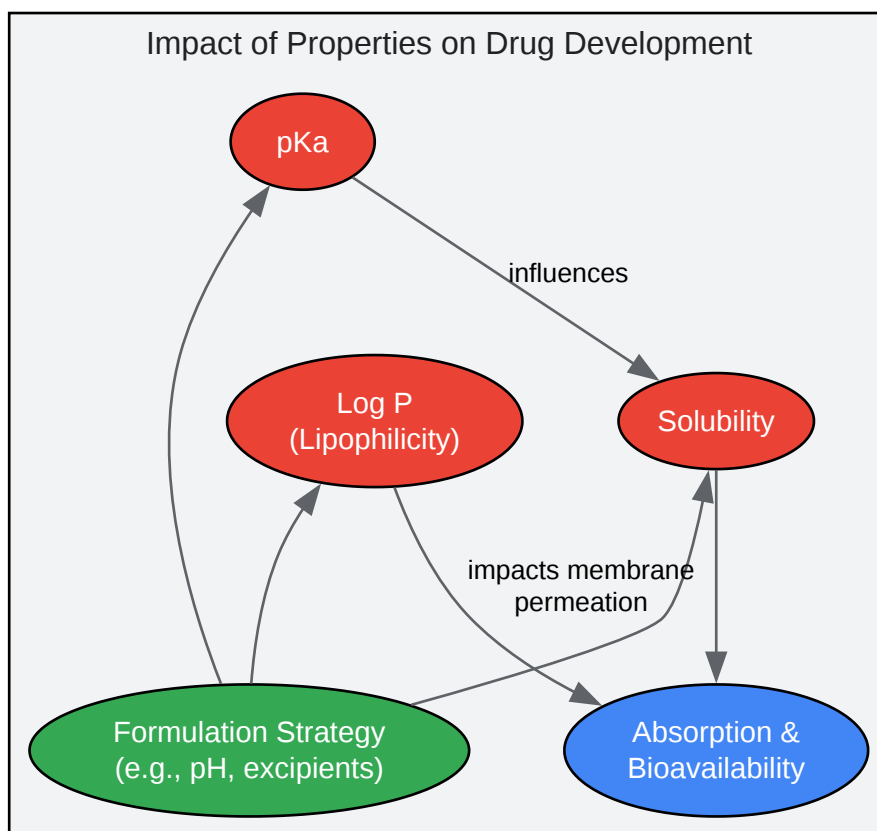 Impact of Properties on Drug Development
pKa
influences
Log P
(Lipophilicity)
Solubility
impacts membrane
permeation
Formulation Strategy
(e.g., pH, excipients)
Absorption &
Bioavailability